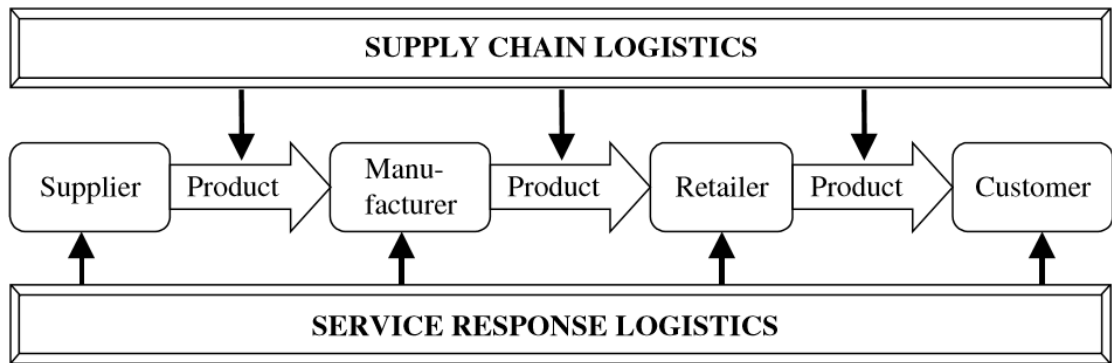 SUPPLY CHAIN LOGISTICS
Supplier
Product
Manu-
facturer
Product
Retailer
Product
Customer
SERVICE RESPONSE LOGISTICS